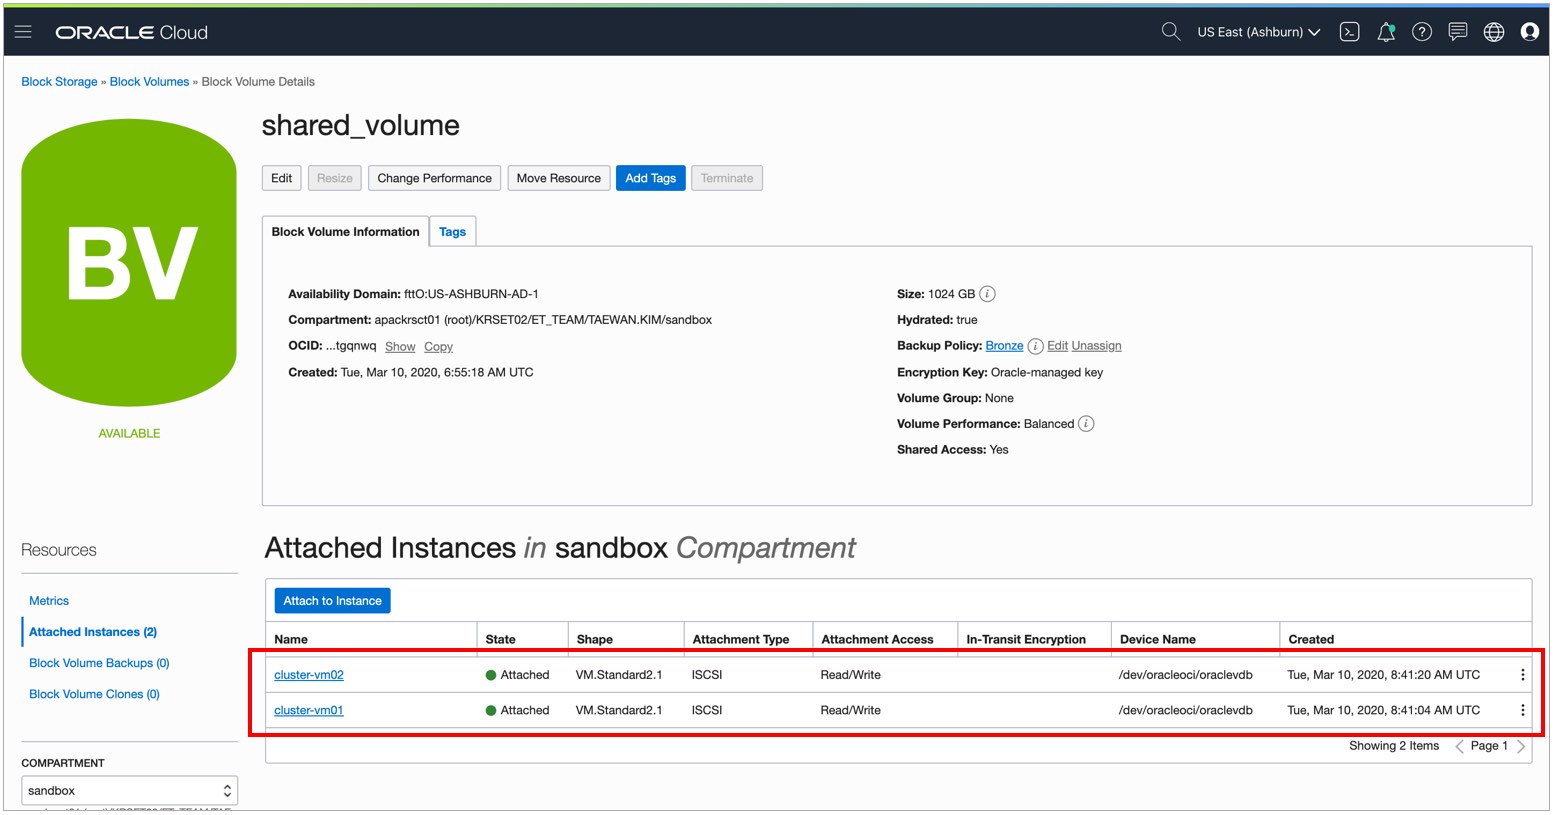 ORACLE Cloud
US East (Ashburn)
Block Storage » Block Volumes » Block Volume Details
BV
AVAILABLE
shared_volume
Edit Resize Change Performance Move Resource Add Tags Terminate
Block Volume Information Tags
Availability Domain: fttO:US-ASHBURN-AD-1
Compartment: apackrsct01 (root)/KRSET02/ET_TEAM/TAEWAN.KIM/sandbox
OCID: ...tgqnwq Show Copy
Created: Tue, Mar 10, 2020, 6:55:18 AM UTC
Size: 1024 GB
Hydrated: true
Backup Policy: Bronze Edit Unassign
Encryption Key: Oracle-managed key
Volume Group: None
Volume Performance: Balanced
Shared Access: Yes
Resources
Metrics
Attached Instances (2)
Block Volume Backups (0)
Block Volume Clones (0)
COMPARTMENT
sandbox
Attached Instances in sandbox Compartment
Attach to Instance
Name State Shape Attachment Type Attachment Access In-Transit Encryption Device Name Created
cluster-vm02 Attached VM.Standard2.1 ISCSI Read/Write /dev/oracleoci/oraclevdb Tue, Mar 10, 2020, 8:41:20 AM UTC
cluster-vm01 Attached VM.Standard2.1 ISCSI Read/Write /dev/oracleoci/oraclevdb Tue, Mar 10, 2020, 8:41:04 AM UTC
Showing 2 Items Page 1